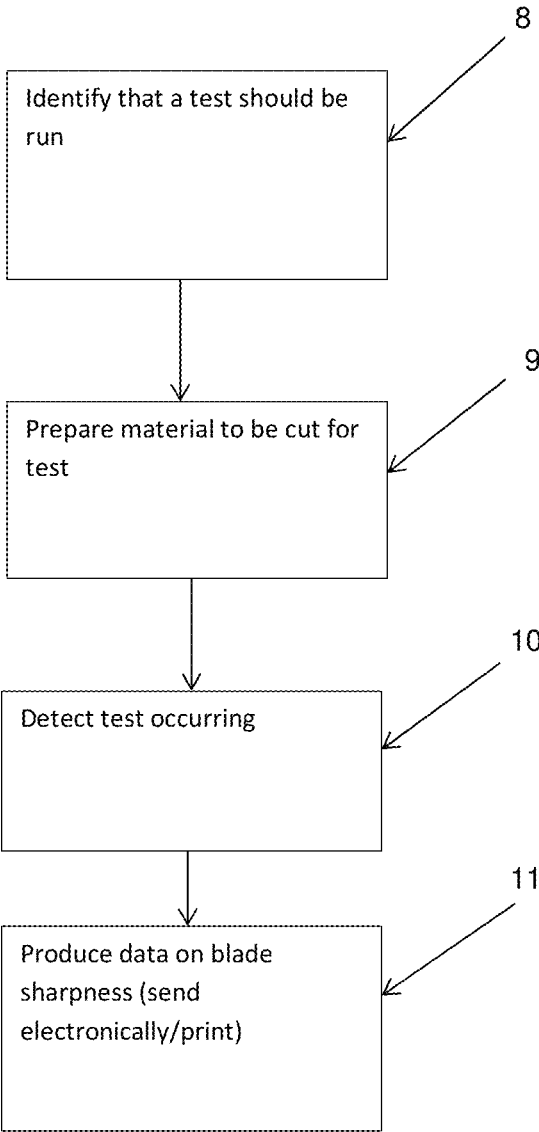 8
Identify that a test should be
run
9
Prepare material to be cut for
test
10
Detect test occurring
11
Produce data on blade
sharpness (send
electronically/print)